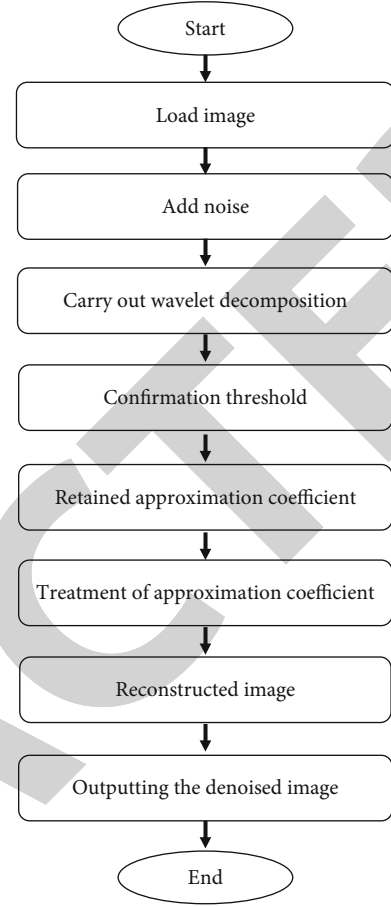 Start
Load image
Add noise
Carry out wavelet decomposition
Confirmation threshold
Retained approximation coefficient
Treatment of approximation coefficient
Reconstructed image
Outputting the denoised image
End